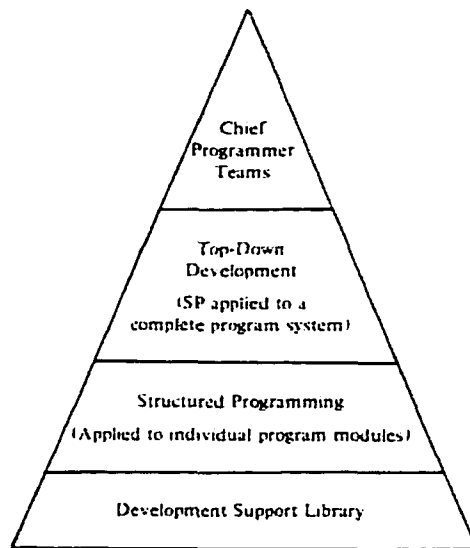 Chief
Programmer
Teams
Top-Down
Development
(SP applied to a
complete program system)
Structured Programming
(Applied to individual program modules)
Development Support Library